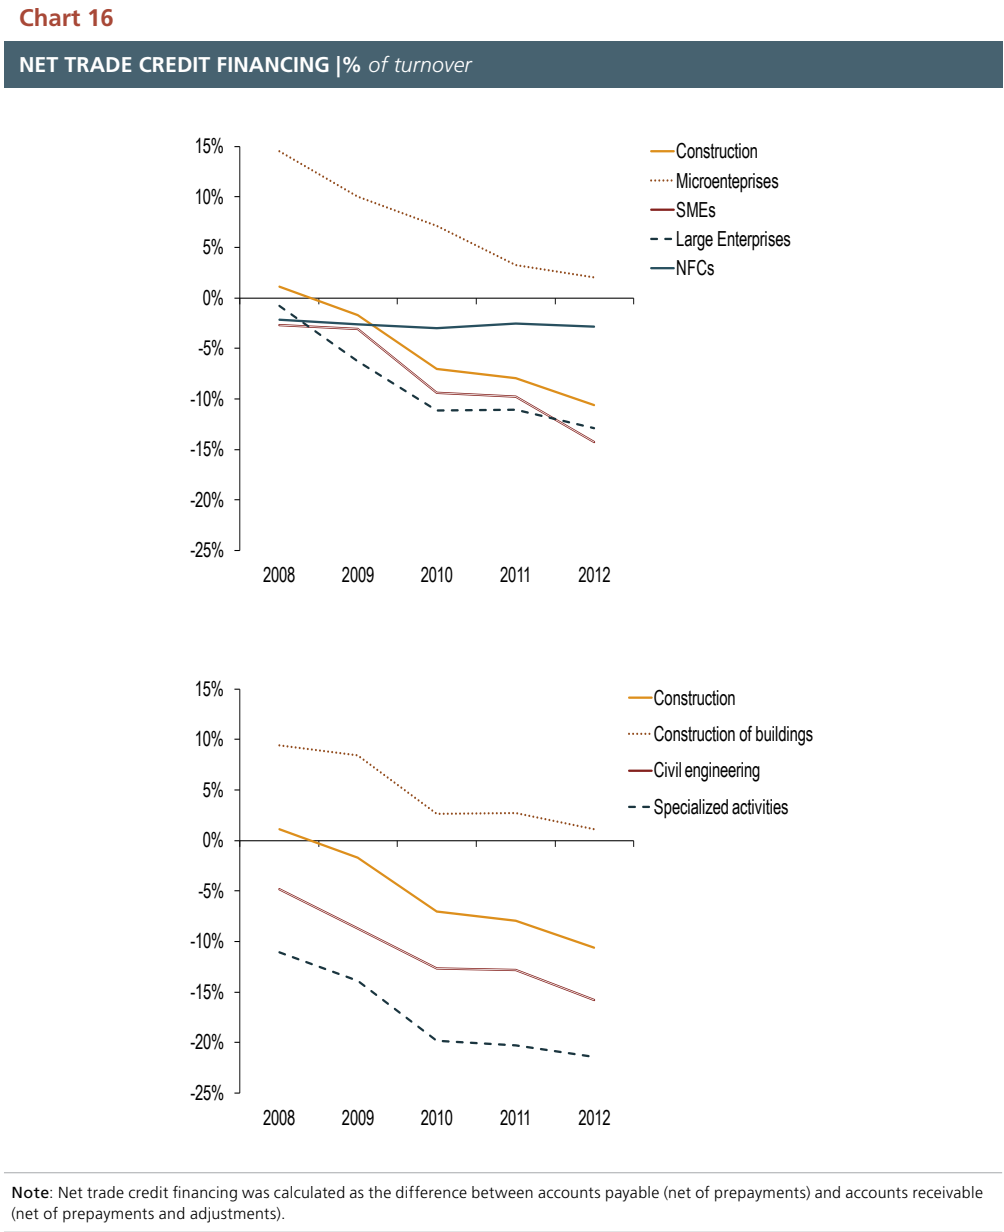 Chart 16
NET TRADE CREDIT FINANCING |% of turnover
15%
10%
5%
0%
-5%
-10%
-15%
-20%
-25%
2008 2009 2010 2011 2012
Construction
Microenteprises
SMEs
Large Enterprises
NFCs
15%
10%
5%
0%
-5%
-10%
-15%
-20%
-25%
2008 2009 2010 2011 2012
Construction
Construction of buildings
Civil engineering
Specialized activities
Note: Net trade credit financing was calculated as the difference between accounts payable (net of prepayments) and accounts receivable
(net of prepayments and adjustments).